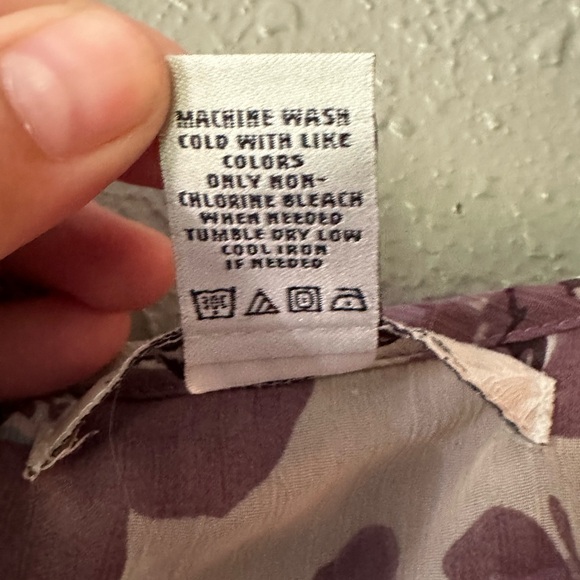 MACHINE WASH
COLD WITH LIKE
COLORS
ONLY NON-
CHLORINE BLEACH
WHEN NEEDED
TUMBLE DRY LOW
COOL IRON
IF NEEDED
30C